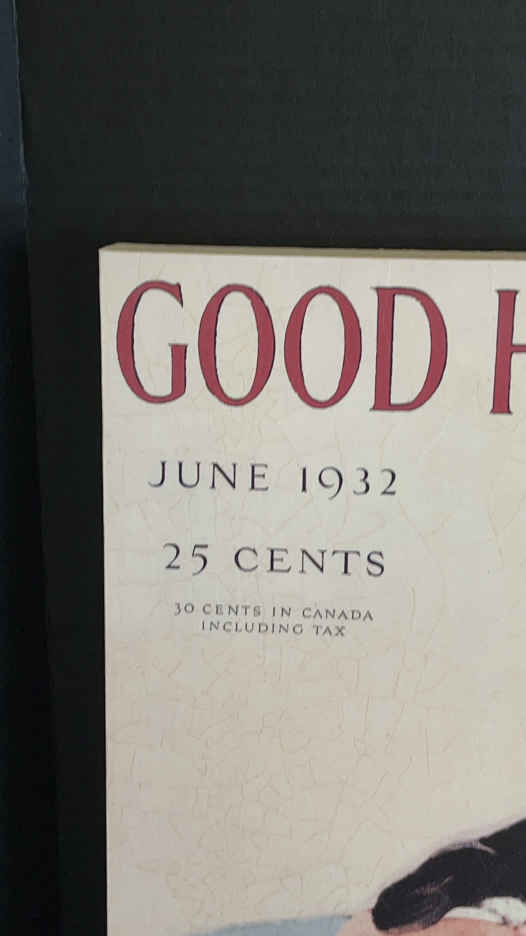 GOOD H
JUNE 1932
25 CENTS
30 CENTS IN CANADA
INCLUDING TAX